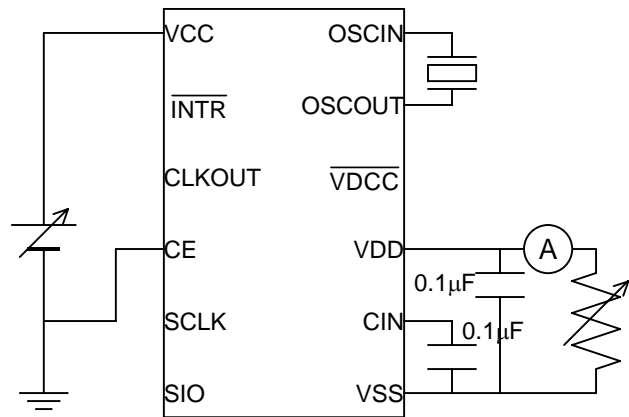 VCC
OSCIN
INTR
OSCOUT
CLKOUT
VDCC
CE
VDD
A
0.1μF
SCLK
CIN
0.1μF
SIO
VSS